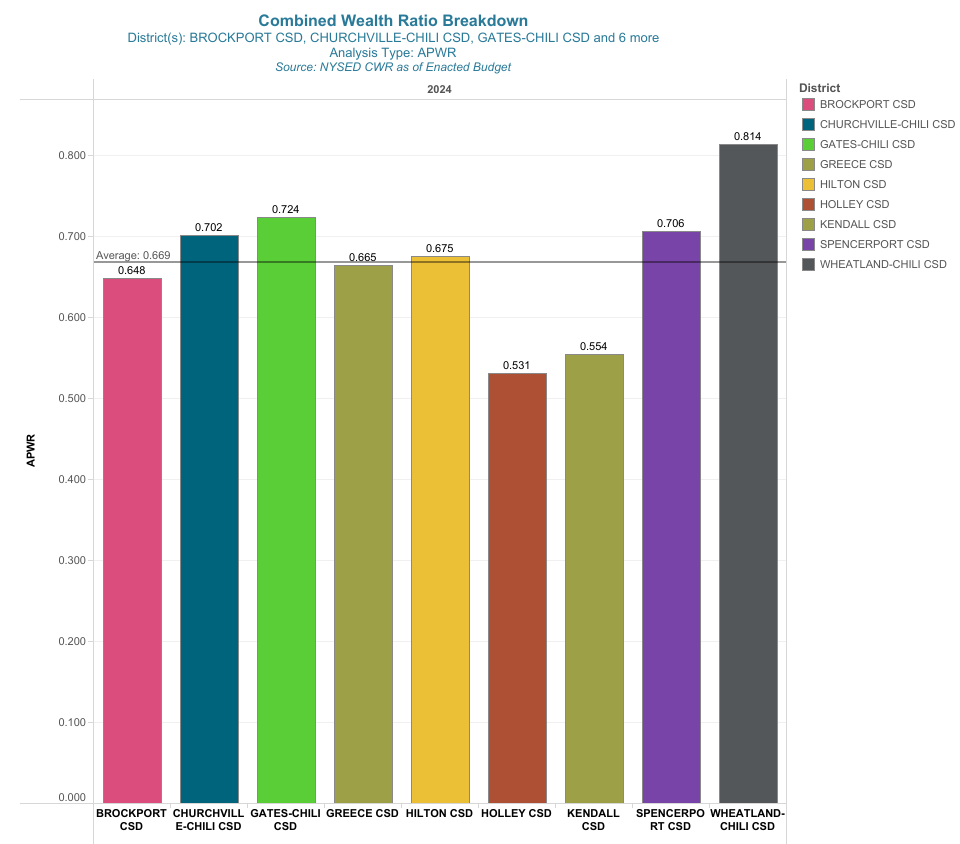 Combined Wealth Ratio Breakdown
District(s): BROCKPORT CSD, CHURCHVILLE-CHILI CSD, GATES-CHILI CSD and 6 more
Analysis Type: APWR
Source: NYSED CWR as of Enacted Budget
2024
District
BROCKPORT CSD
CHURCHVILLE-CHILI CSD
GATES-CHILI CSD
GREECE CSD
HILTON CSD
HOLLEY CSD
KENDALL CSD
SPENCERPORT CSD
WHEATLAND-CHILI CSD
APWR
0.800
0.700
0.600
0.500
0.400
0.300
0.200
0.100
0.000
Average: 0.669
0.648
0.702
0.724
0.665
0.675
0.531
0.554
0.706
0.814
BROCKPORT
CSD
CHURCHVILL
E-CHILI CSD
GATES-CHILI
CSD
GREECE CSD
HILTON CSD
HOLLEY CSD
KENDALL
CSD
SPENCERPO
RT CSD
WHEATLAND-
CHILI CSD